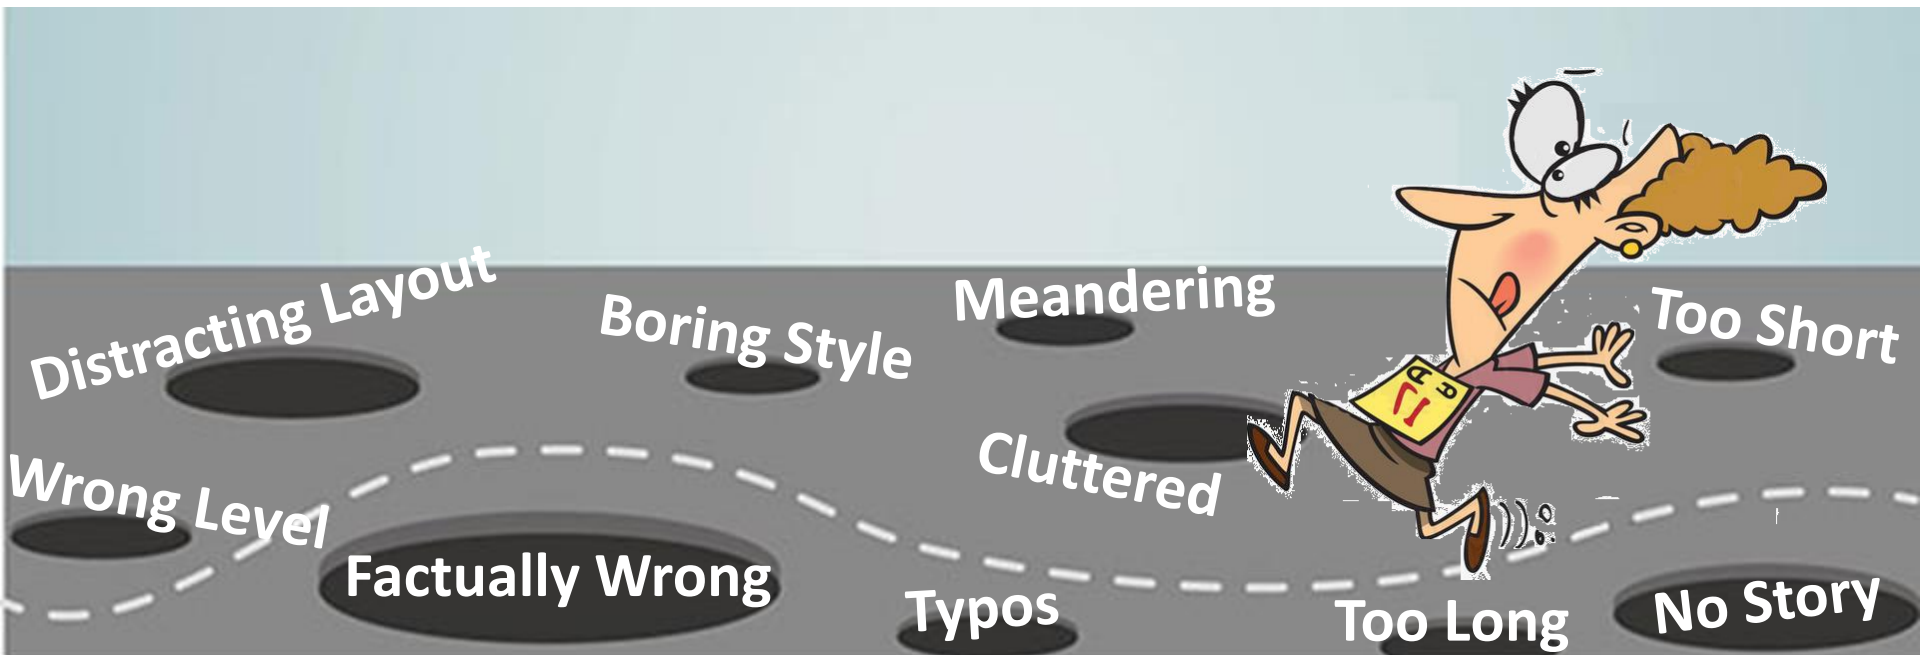 Distracting Layout
Boring Style
Meandering
Too Short
Cluttered
Wrong Level
Factually Wrong
Typos
Too Long
No Story